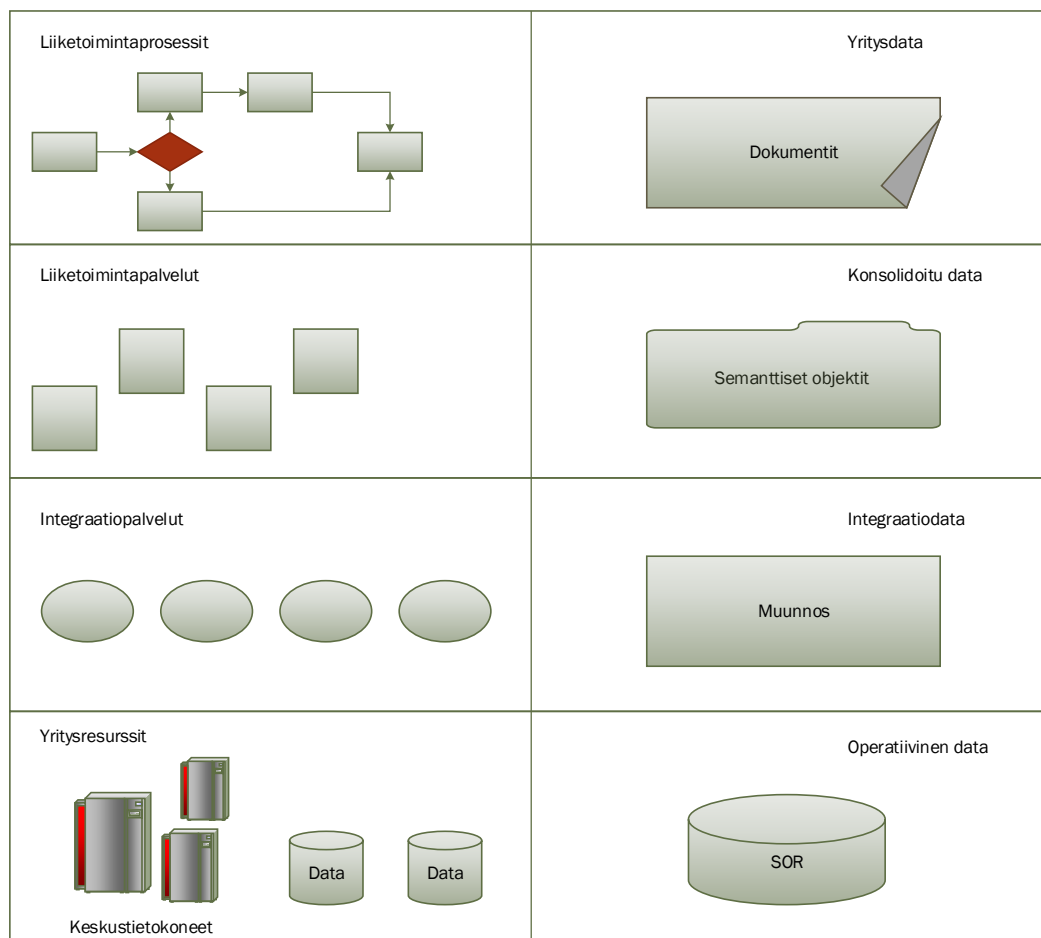 Liiketoimintaprosessit
Yritysdata
Dokumentit
Liiketoimintapalvelut
Konsolidoitu data
Semanttiset objektit
Integraatiopalvelut
Integraatiodata
Muunnos
Yritysresurssit
Operatiivinen data
Data
Data
SOR
Keskustietokoneet